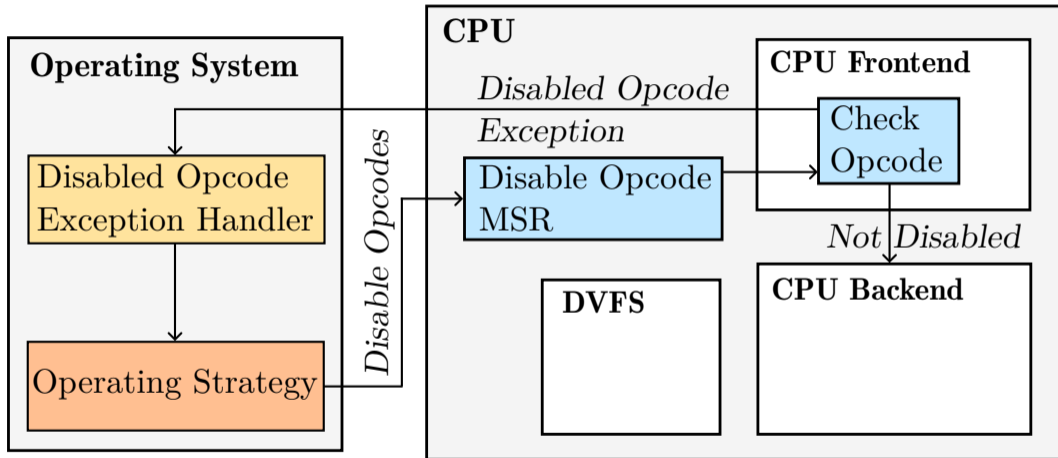 Operating System
Disabled Opcode
Exception Handler
Operating Strategy
Disable Opcodes
CPU
Disabled Opcode
Exception
Disable Opcode
MSR
CPU Frontend
Check
Opcode
Not Disabled
DVFS
CPU Backend